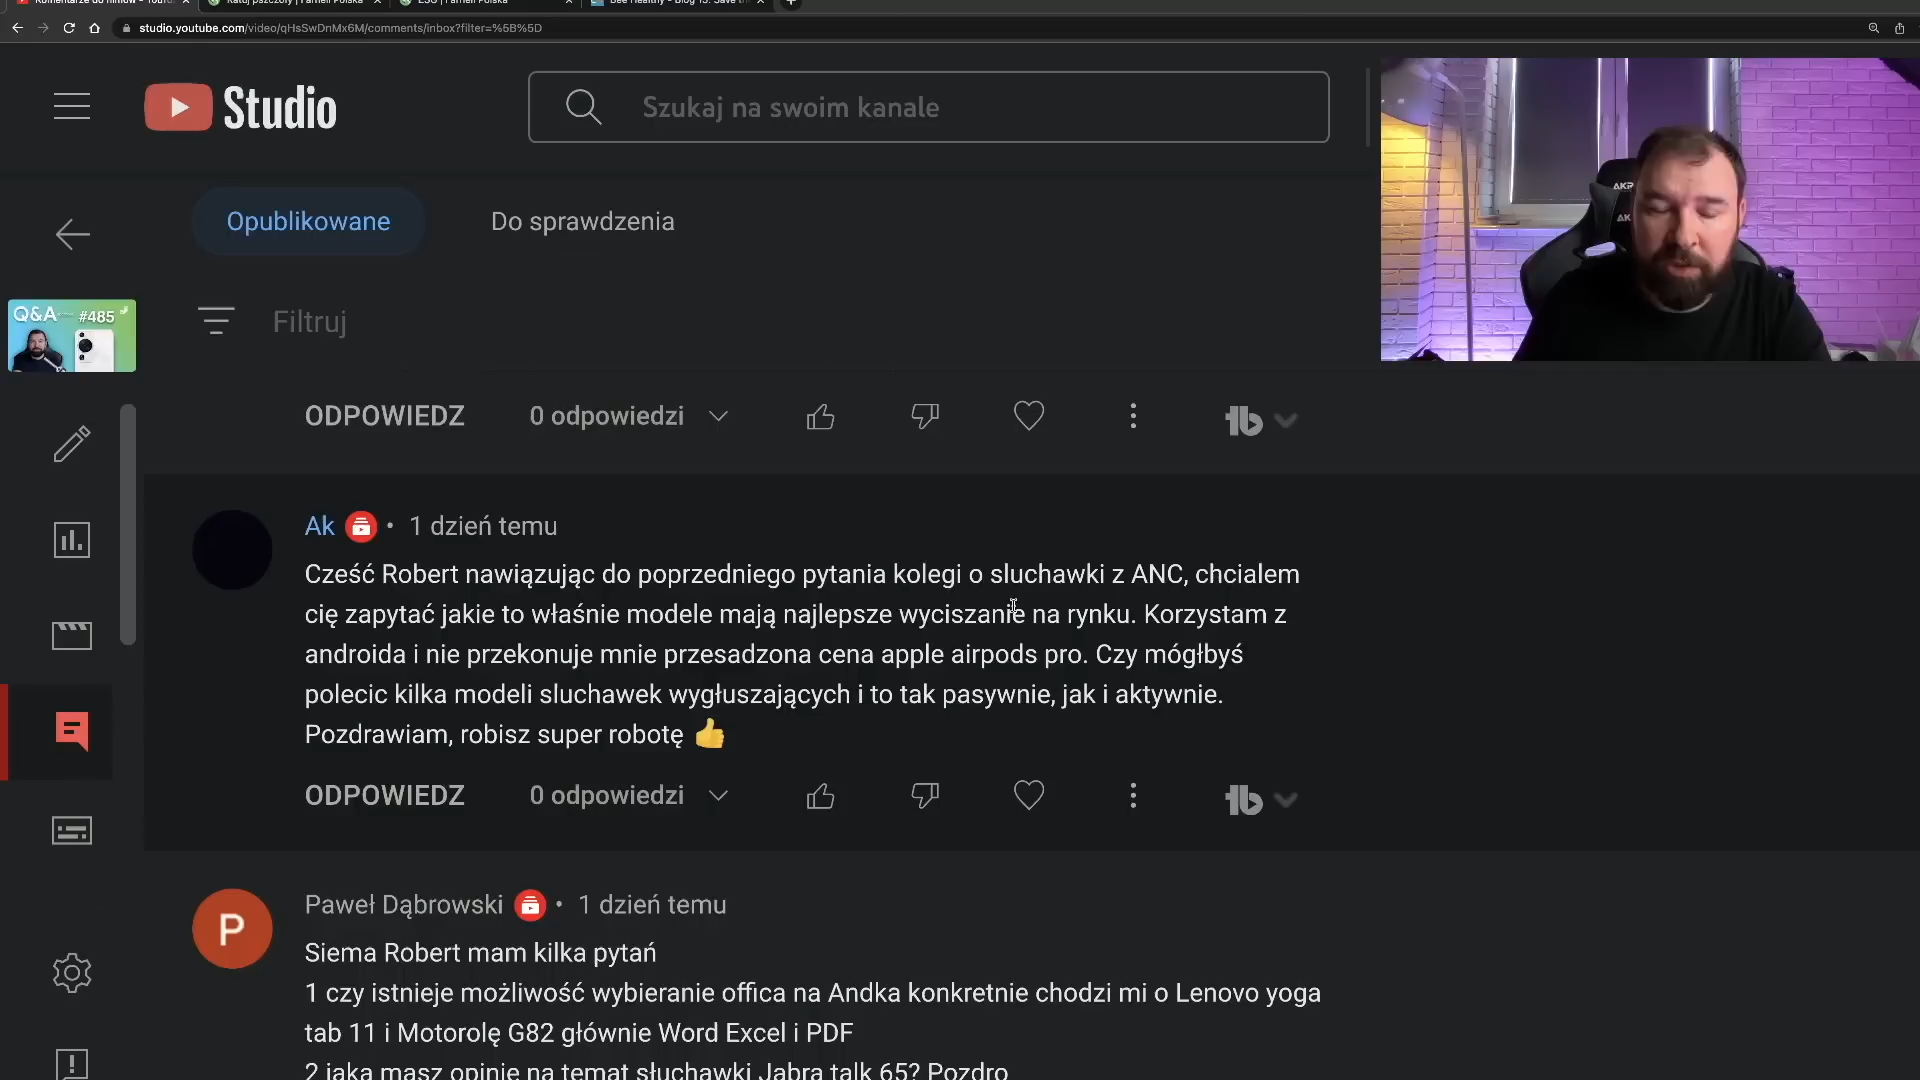 studio.youtube.com/video/qHsSwDnMx6M/comments/inbox?filter=%5B%5D
Studio
Szukaj na swoim kanale
AKR
AK
Opublikowane
Do sprawdzenia
Q&A #485
Filtruj
ODPOWIEDZ 0 odpowiedzi
Ak • 1 dzień temu
Cześć Robert nawiązując do poprzedniego pytania kolegi o sluchawki z ANC, chcialem
cię zapytać jakie to właśnie modele mają najlepsze wyciszanie na rynku. Korzystam z
androida i nie przekonuje mnie przesadzona cena apple airpods pro. Czy mógłbyś
polecic kilka modeli sluchawek wygłuszających i to tak pasywnie, jak i aktywnie.
Pozdrawiam, robisz super robotę 👍
ODPOWIEDZ 0 odpowiedzi
P
Paweł Dąbrowski • 1 dzień temu
Siema Robert mam kilka pytań
1 czy istnieje możliwość wybieranie offica na Andka konkretnie chodzi mi o Lenovo yoga
tab 11 i Motorolę G82 głównie Word Excel i PDF
2 jaka masz opinię na temat słuchawki Jabra talk 65? Pozdro